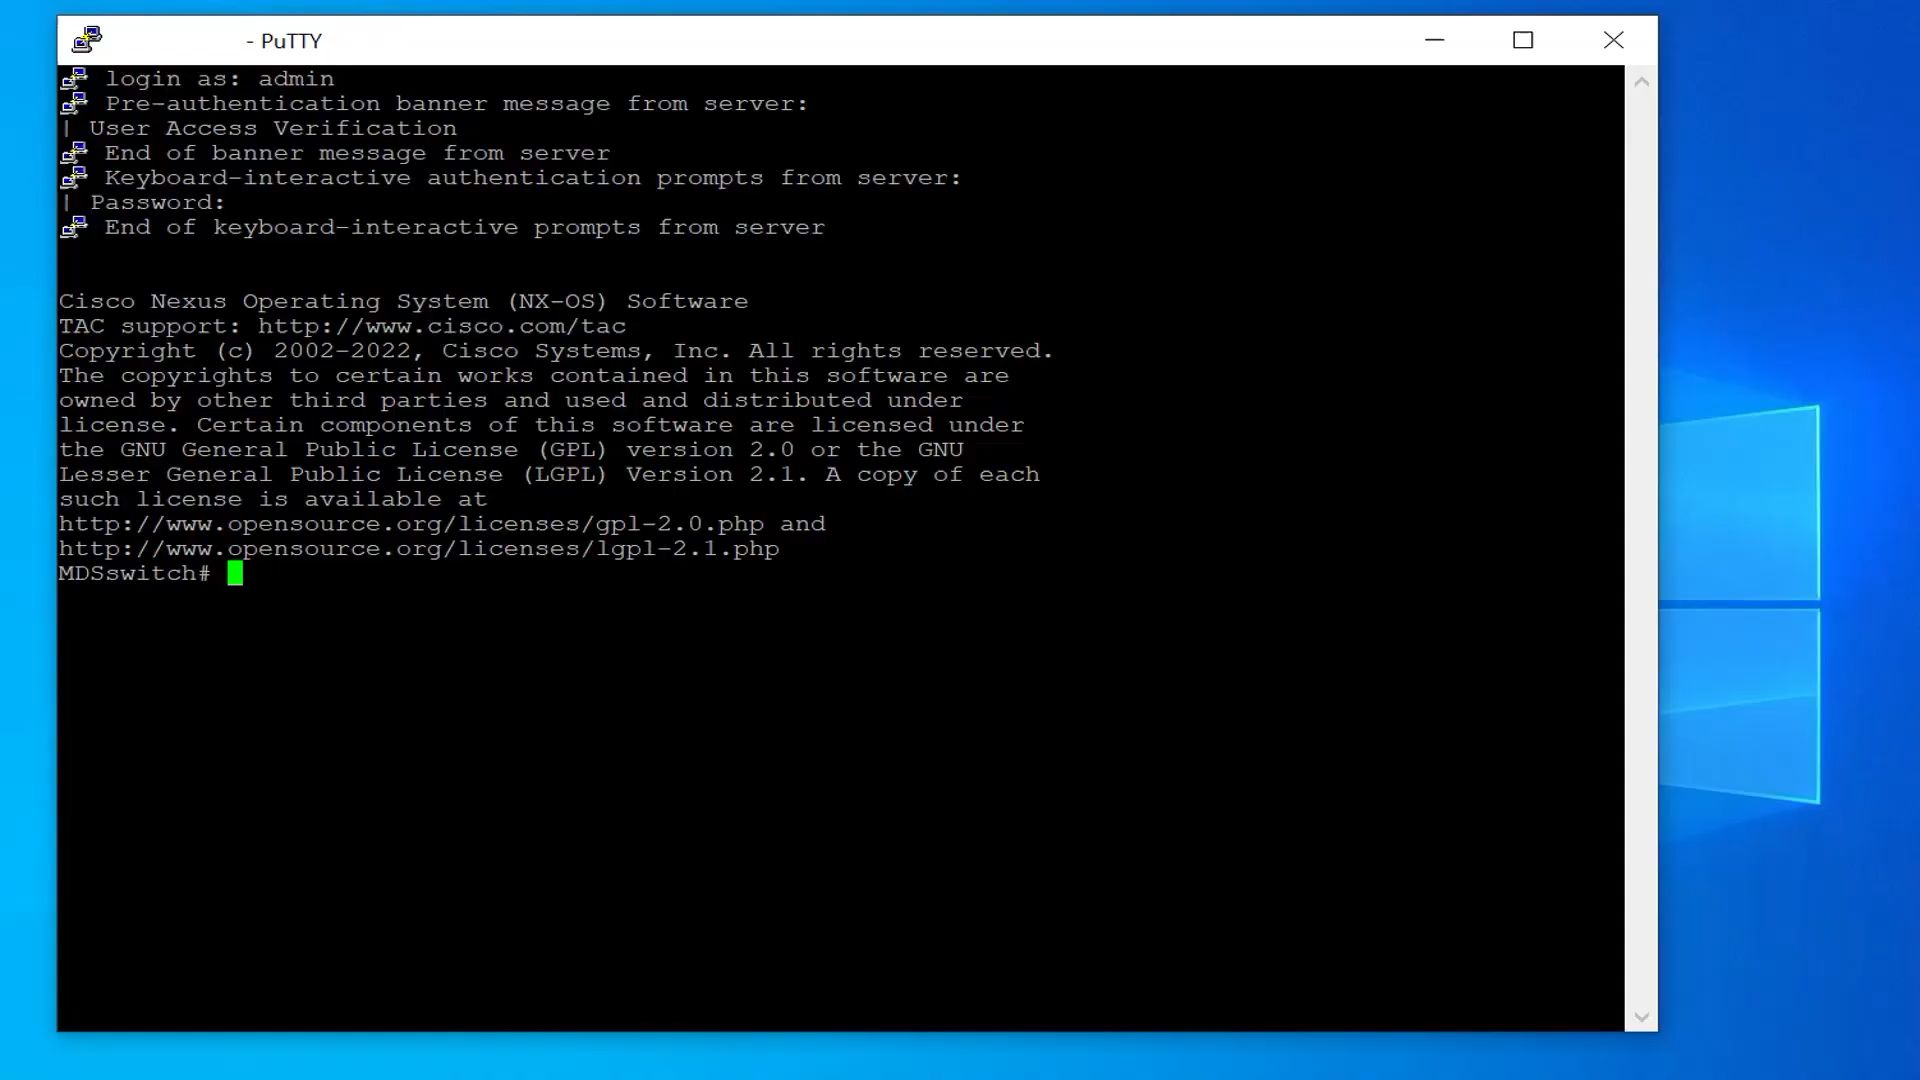 - PuTTY
login as: admin
Pre-authentication banner message from server:
| User Access Verification
End of banner message from server
Keyboard-interactive authentication prompts from server:
| Password:
End of keyboard-interactive prompts from server
Cisco Nexus Operating System (NX-OS) Software
TAC support: http://www.cisco.com/tac
Copyright (c) 2002-2022, Cisco Systems, Inc. All rights reserved.
The copyrights to certain works contained in this software are
owned by other third parties and used and distributed under
license. Certain components of this software are licensed under
the GNU General Public License (GPL) version 2.0 or the GNU
Lesser General Public License (LGPL) Version 2.1. A copy of each
such license is available at
http://www.opensource.org/licenses/gpl-2.0.php and
http://www.opensource.org/licenses/lgpl-2.1.php
MDSswitch#